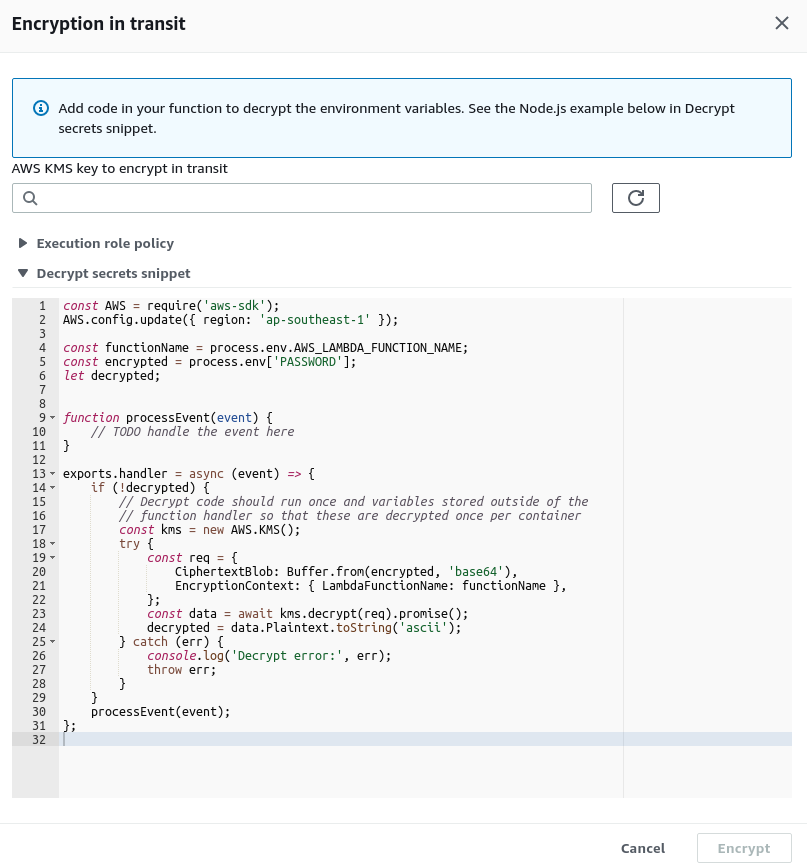 Encryption in transit
Add code in your function to decrypt the environment variables. See the Node.js example below in Decrypt
secrets snippet.
AWS KMS key to encrypt in transit
Execution role policy
Decrypt secrets snippet
1 const AWS = require('aws-sdk');
2 AWS.config.update({ region: 'ap-southeast-1' });
3
4 const functionName = process.env.AWS_LAMBDA_FUNCTION_NAME;
5 const encrypted = process.env['PASSWORD'];
6 let decrypted;
7
8
9 function processEvent(event) {
10     // TODO handle the event here
11 }
12
13 exports.handler = async (event) => {
14     if (!decrypted) {
15         // Decrypt code should run once and variables stored outside of the
16         // function handler so that these are decrypted once per container
17         const kms = new AWS.KMS();
18         try {
19             const req = {
20                 CiphertextBlob: Buffer.from(encrypted, 'base64'),
21                 EncryptionContext: { LambdaFunctionName: functionName },
22             };
23             const data = await kms.decrypt(req).promise();
24             decrypted = data.Plaintext.toString('ascii');
25         } catch (err) {
26             console.log('Decrypt error:', err);
27             throw err;
28         }
29     }
30     processEvent(event);
31 };
32
Cancel Encrypt